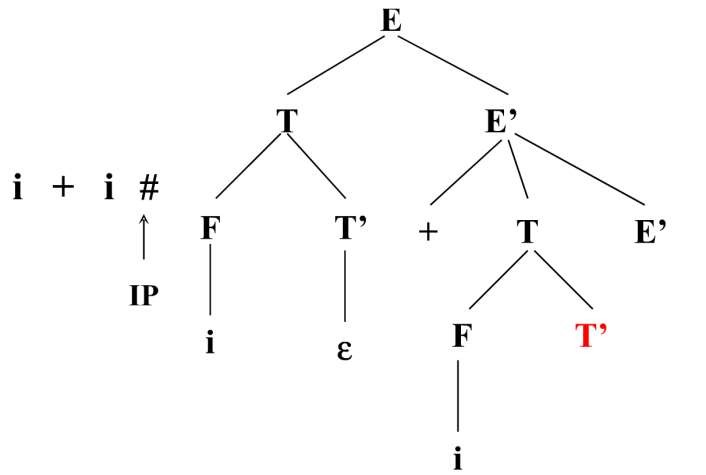 E
T E’
i + i #
F T’ + T E’
IP
i ε F T’
i